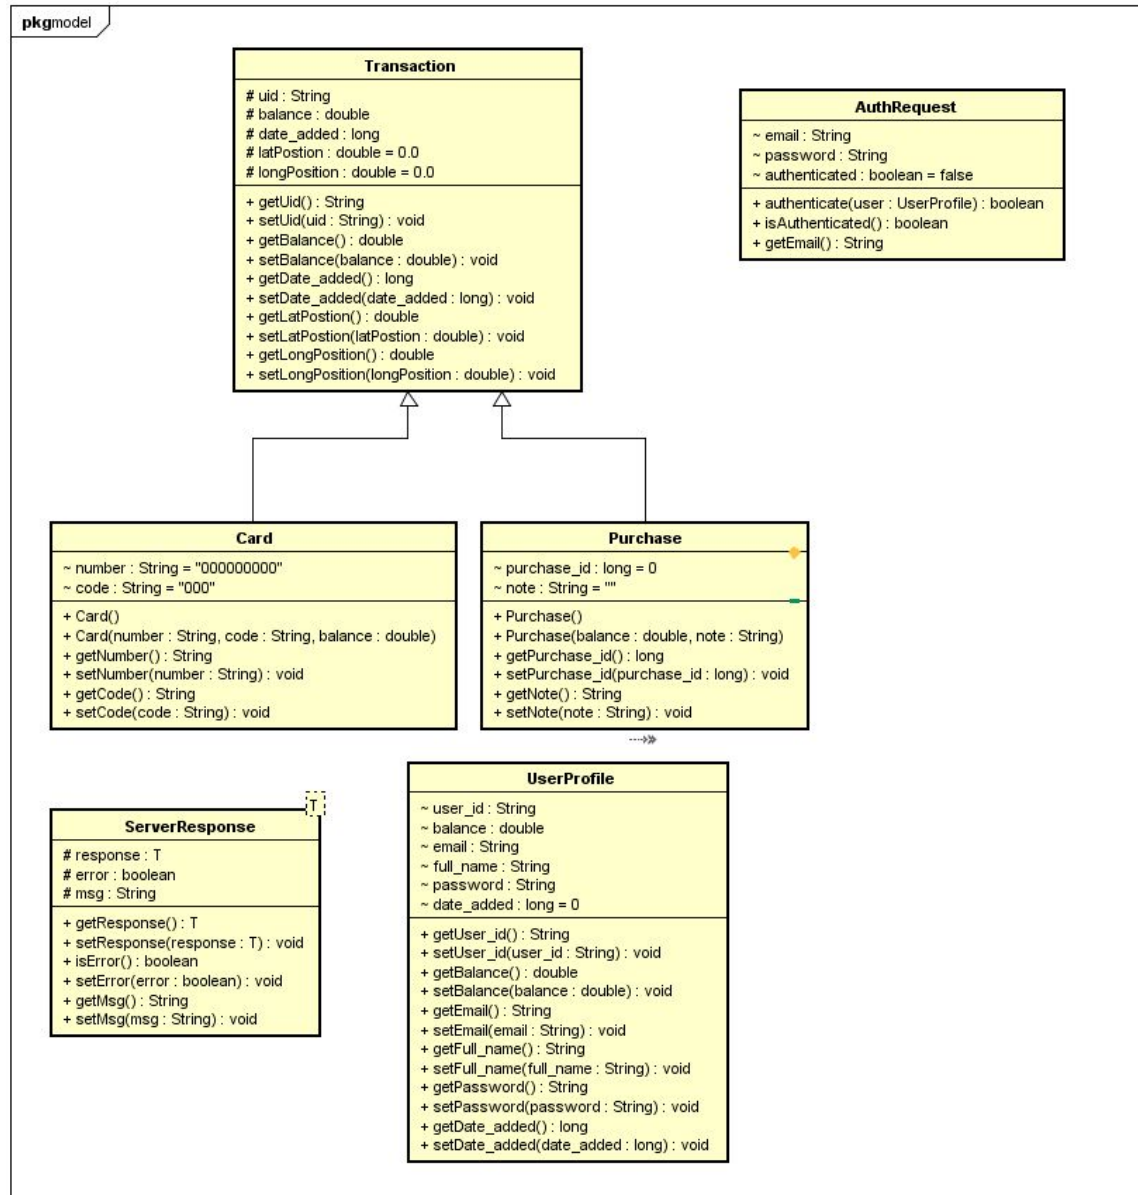 pkg model
Transaction
# uid : String
# balance : double
# date_added : long
# latPostion : double = 0.0
# longPosition : double = 0.0
+ getUid() : String
+ setUid(uid : String) : void
+ getBalance() : double
+ setBalance(balance : double) : void
+ getDate_added() : long
+ setDate_added(date_added : long) : void
+ getLatPostion() : double
+ setLatPostion(latPostion : double) : void
+ getLongPosition() : double
+ setLongPosition(longPosition : double) : void
AuthRequest
~ email : String
~ password : String
~ authenticated : boolean = false
+ authenticate(user : UserProfile) : boolean
+ isAuthenticated() : boolean
+ getEmail() : String
Card
~ number : String = "000000000"
~ code : String = "000"
+ Card()
+ Card(number : String, code : String, balance : double)
+ getNumber() : String
+ setNumber(number : String) : void
+ getCode() : String
+ setCode(code : String) : void
Purchase
~ purchase_id : long = 0
~ note : String = ""
+ Purchase()
+ Purchase(balance : double, note : String)
+ getPurchase_id() : long
+ setPurchase_id(purchase_id : long) : void
+ getNote() : String
+ setNote(note : String) : void
T
ServerResponse
# response : T
# error : boolean
# msg : String
+ getResponse() : T
+ setResponse(response : T) : void
+ isError() : boolean
+ setError(error : boolean) : void
+ getMsg() : String
+ setMsg(msg : String) : void
UserProfile
~ user_id : String
~ balance : double
~ email : String
~ full_name : String
~ password : String
~ date_added : long = 0
+ getUser_id() : String
+ setUser_id(user_id : String) : void
+ getBalance() : double
+ setBalance(balance : double) : void
+ getEmail() : String
+ setEmail(email : String) : void
+ getFull_name() : String
+ setFull_name(full_name : String) : void
+ getPassword() : String
+ setPassword(password : String) : void
+ getDate_added() : long
+ setDate_added(date_added : long) : void